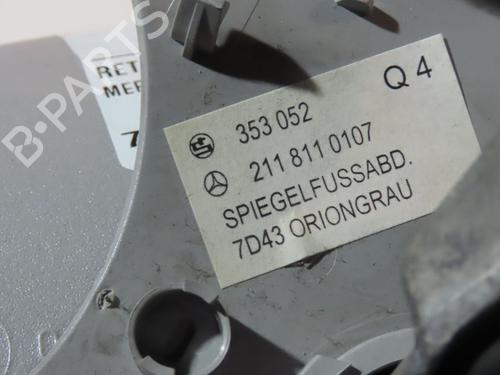 B-PARTS
RET
MER
7
Q 4
353 052
211 811 0107
SPIEGELFUSSABD.
7D43 ORIONGRAU